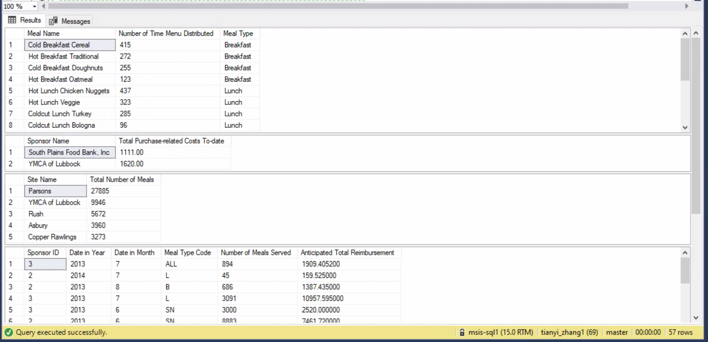 100 %
Results Messages
Meal Name Number of Time Menu Distributed Meal Type
1 Cold Breakfast Cereal 415 Breakfast
2 Hot Breakfast Traditional 272 Breakfast
3 Cold Breakfast Doughnuts 255 Breakfast
4 Hot Breakfast Oatmeal 123 Breakfast
5 Hot Lunch Chicken Nuggets 437 Lunch
6 Hot Lunch Veggie 323 Lunch
7 Coldcut Lunch Turkey 285 Lunch
8 Coldcut Lunch Bologna 96 Lunch
Sponsor Name Total Purchase-related Costs To-date
1 South Plains Food Bank, Inc 1111.00
2 YMCA of Lubbock 1620.00
Site Name Total Number of Meals
1 Parsons 27885
2 YMCA of Lubbock 9946
3 Rush 5672
4 Asbury 3960
5 Copper Rawlings 3273
Sponsor ID Date in Year Date in Month Meal Type Code Number of Meals Served Anticipated Total Reimbursement
1 3 2013 7 ALL 894 1909.405200
2 2 2014 7 L 45 159.525000
3 2 2013 8 B 686 1387.435000
4 3 2013 7 L 3091 10957.595000
5 3 2013 6 SN 3000 2520.000000
6 2 2013 6 SN 8883 7461.720000
Query executed successfully. msis-sql1 (15.0 RTM) tianyi_zhang1 (69) master 00:00:00 57 rows